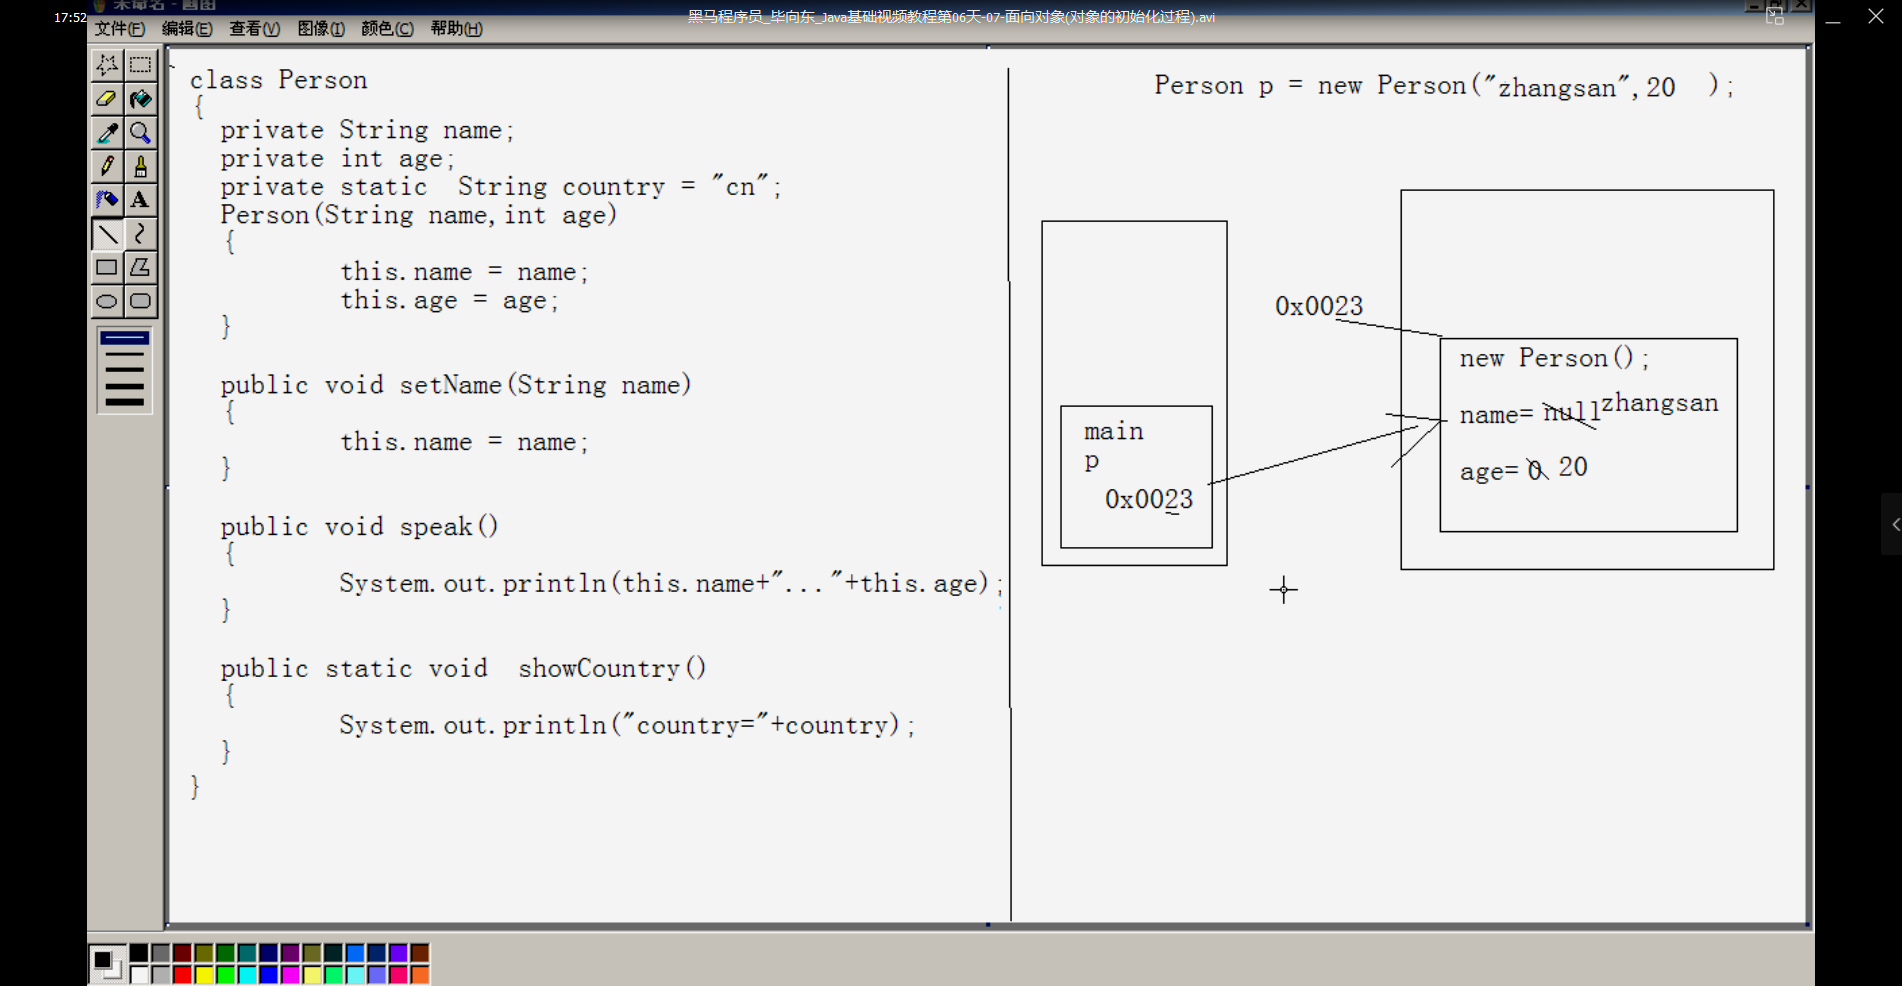 未命名 - 画图
17:52
黑马程序员_毕向东_Java基础视频教程第06天-07-面向对象(对象的初始化过程).avi
文件(F) 编辑(E) 查看(V) 图像(I) 颜色(C) 帮助(H)
A
class Person
{
private String name;
private int age;
private static String country = "cn";
Person(String name,int age)
{
this.name = name;
this.age = age;
}
public void setName(String name)
{
this.name = name;
}
public void speak()
{
System.out.println(this.name+"..."+this.age);
}
public static void showCountry()
{
System.out.println("country="+country);
}
}
Person p = new Person("zhangsan",20 );
main
p
0x0023
0x0023
new Person();
name= null zhangsan
age= 0 20